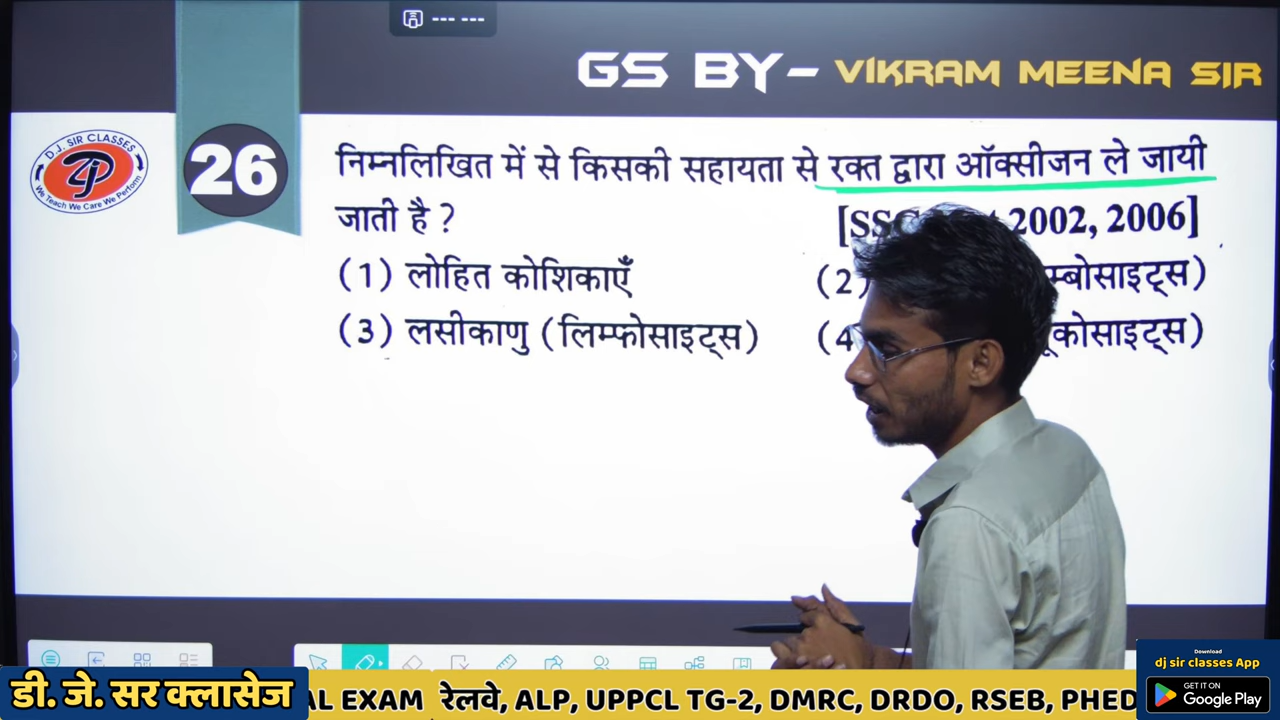 GS BY- VIKRAM MEENA SIR
D.J. SIR CLASSES
We Teach We Care We Perform
26
निम्नलिखित में से किसकी सहायता से रक्त द्वारा ऑक्सीजन ले जायी
जाती है ?
2002, 2006]
(1) लोहित कोशिकाएँ
(2)
(3) लसीकाणु (लिम्फोसाइट्स)
(4
डी. जे. सर क्लासेज
AL EXAM रेलवे, ALP, UPPCL TG-2, DMRC, DRDO, RSEB, PHED
Download
dj sir classes App
GET IT ON
Google Play